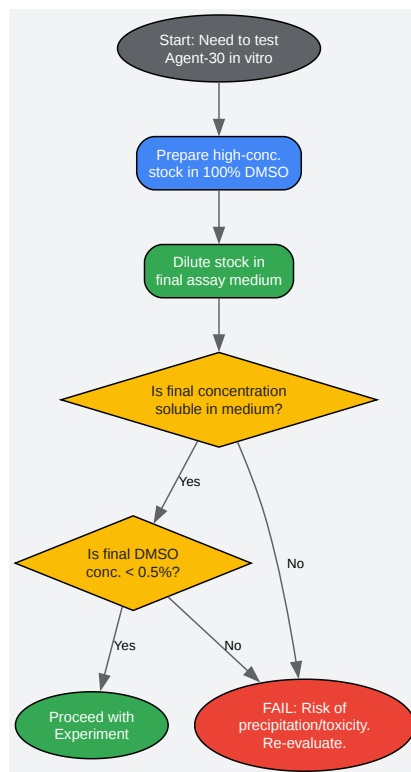 Start: Need to test
Agent-30 in vitro
Prepare high-conc.
stock in 100% DMSO
Dilute stock in
final assay medium
Is final concentration
soluble in medium?
Yes
Is final DMSO
conc. < 0.5%?
No
Yes
No
Proceed with
Experiment
FAIL: Risk of
precipitation/toxicity.
Re-evaluate.